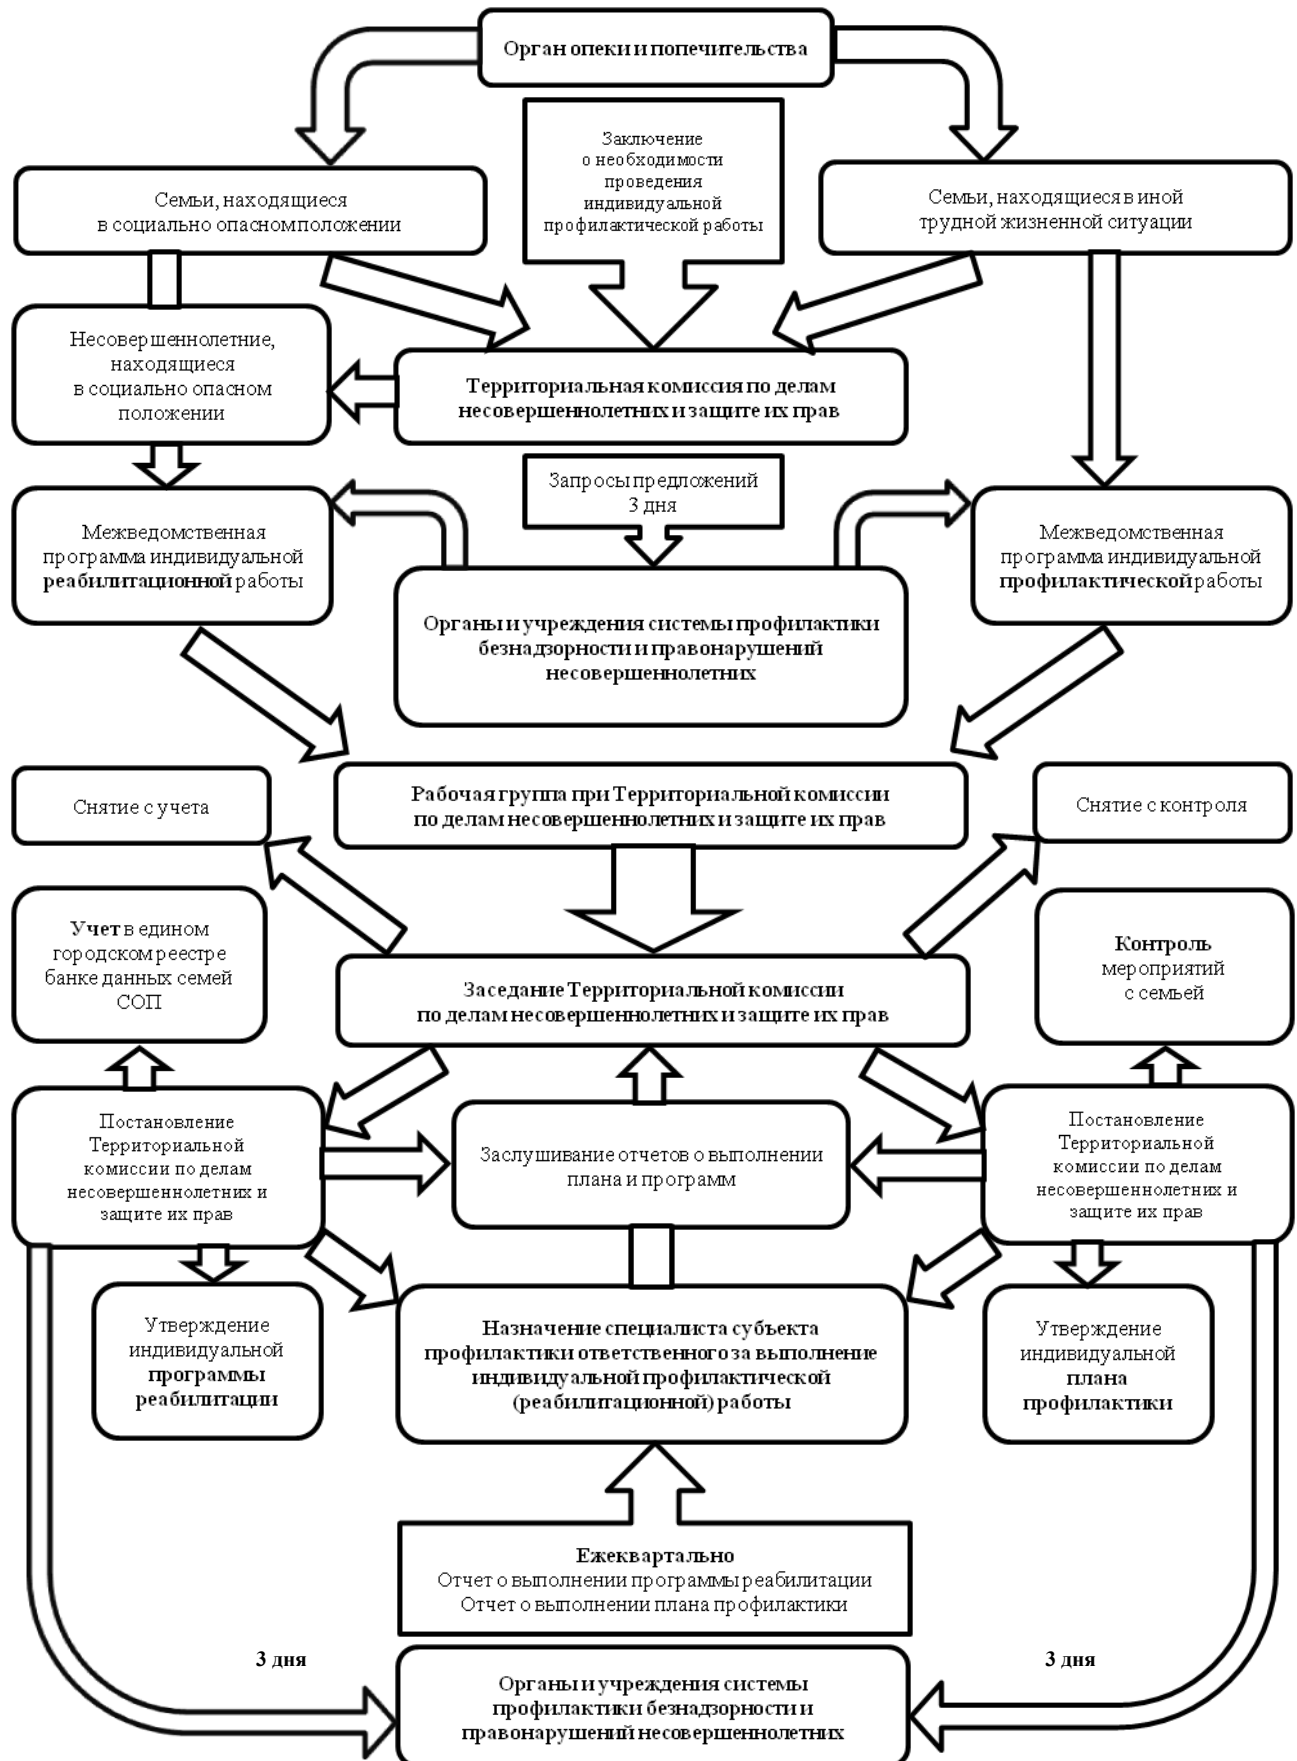 Орган опеки и попечительства
Заключение
о необходимости
проведения
индивидуальной
профилактической работы
Семьи, находящиеся
в социально опасном положении
Семьи, находящиеся в иной
трудной жизненной ситуации
Несовершеннолетние,
находящиеся
в социально опасном
положении
Территориальная комиссия по делам
несовершеннолетних и защите их прав
Запросы предложений
3 дня
Межведомственная
программа индивидуальной
реабилитационной работы
Межведомственная
программа индивидуальной
профилактической работы
Органы и учреждения системы профилактики
безнадзорности и правонарушений
несовершеннолетних
Снятие с учета
Рабочая группа при Территориальной комиссии
по делам несовершеннолетних и защите их прав
Снятие с контроля
Учет в едином
городском реестре
банке данных семей
СОП
Контроль
мероприятий
с семьей
Заседание Территориальной комиссии
по делам несовершеннолетних и защите их прав
Постановление
Территориальной
комиссии по делам
несовершеннолетних и
защите их прав
Заслушивание отчетов о выполнении
плана и программ
Постановление
Территориальной
комиссии по делам
несовершеннолетних и
защите их прав
Утверждение
индивидуальной
программы
реабилитации
Назначение специалиста субъекта
профилактики ответственного за выполнение
индивидуальной профилактической
(реабилитационной) работы
Утверждение
индивидуальной
плана
профилактики
Ежеквартально
Отчет о выполнении программы реабилитации
Отчет о выполнении плана профилактики
3 дня
3 дня
Органы и учреждения системы
профилактики безнадзорности и
правонарушений несовершеннолетних